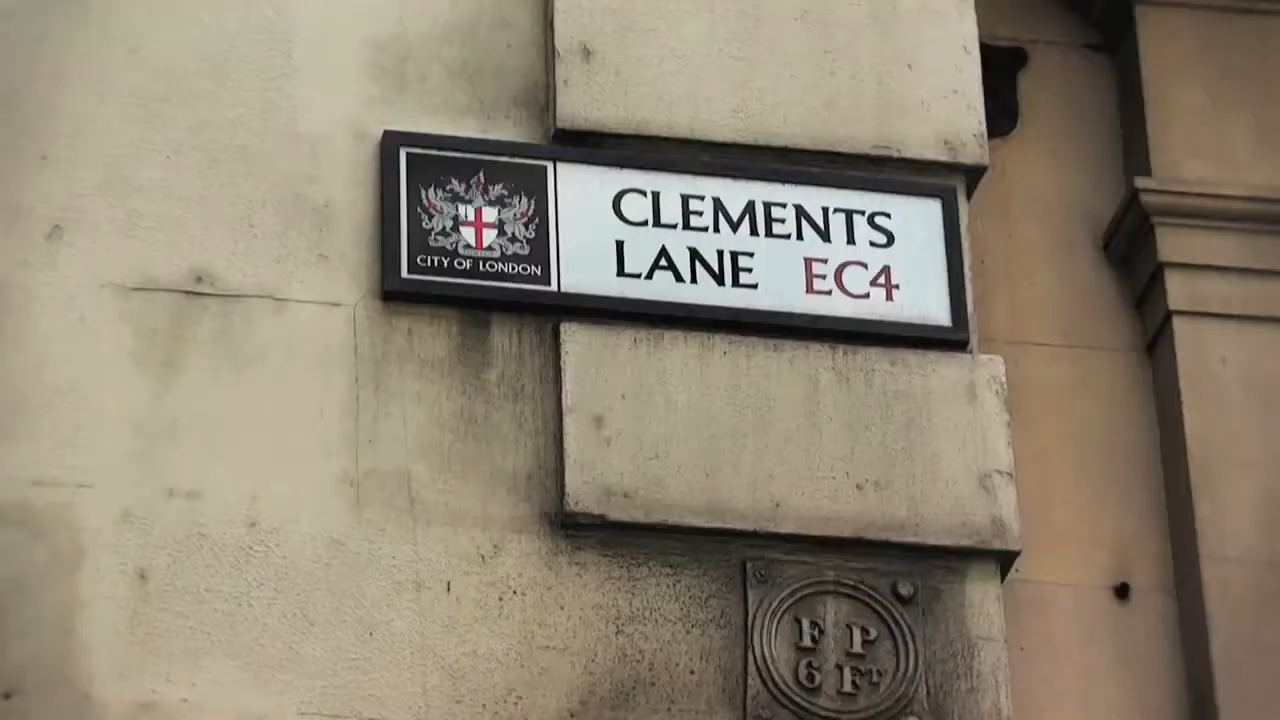 CITY OF LONDON
CLEMENTS
LANE EC4
F P
6 FT